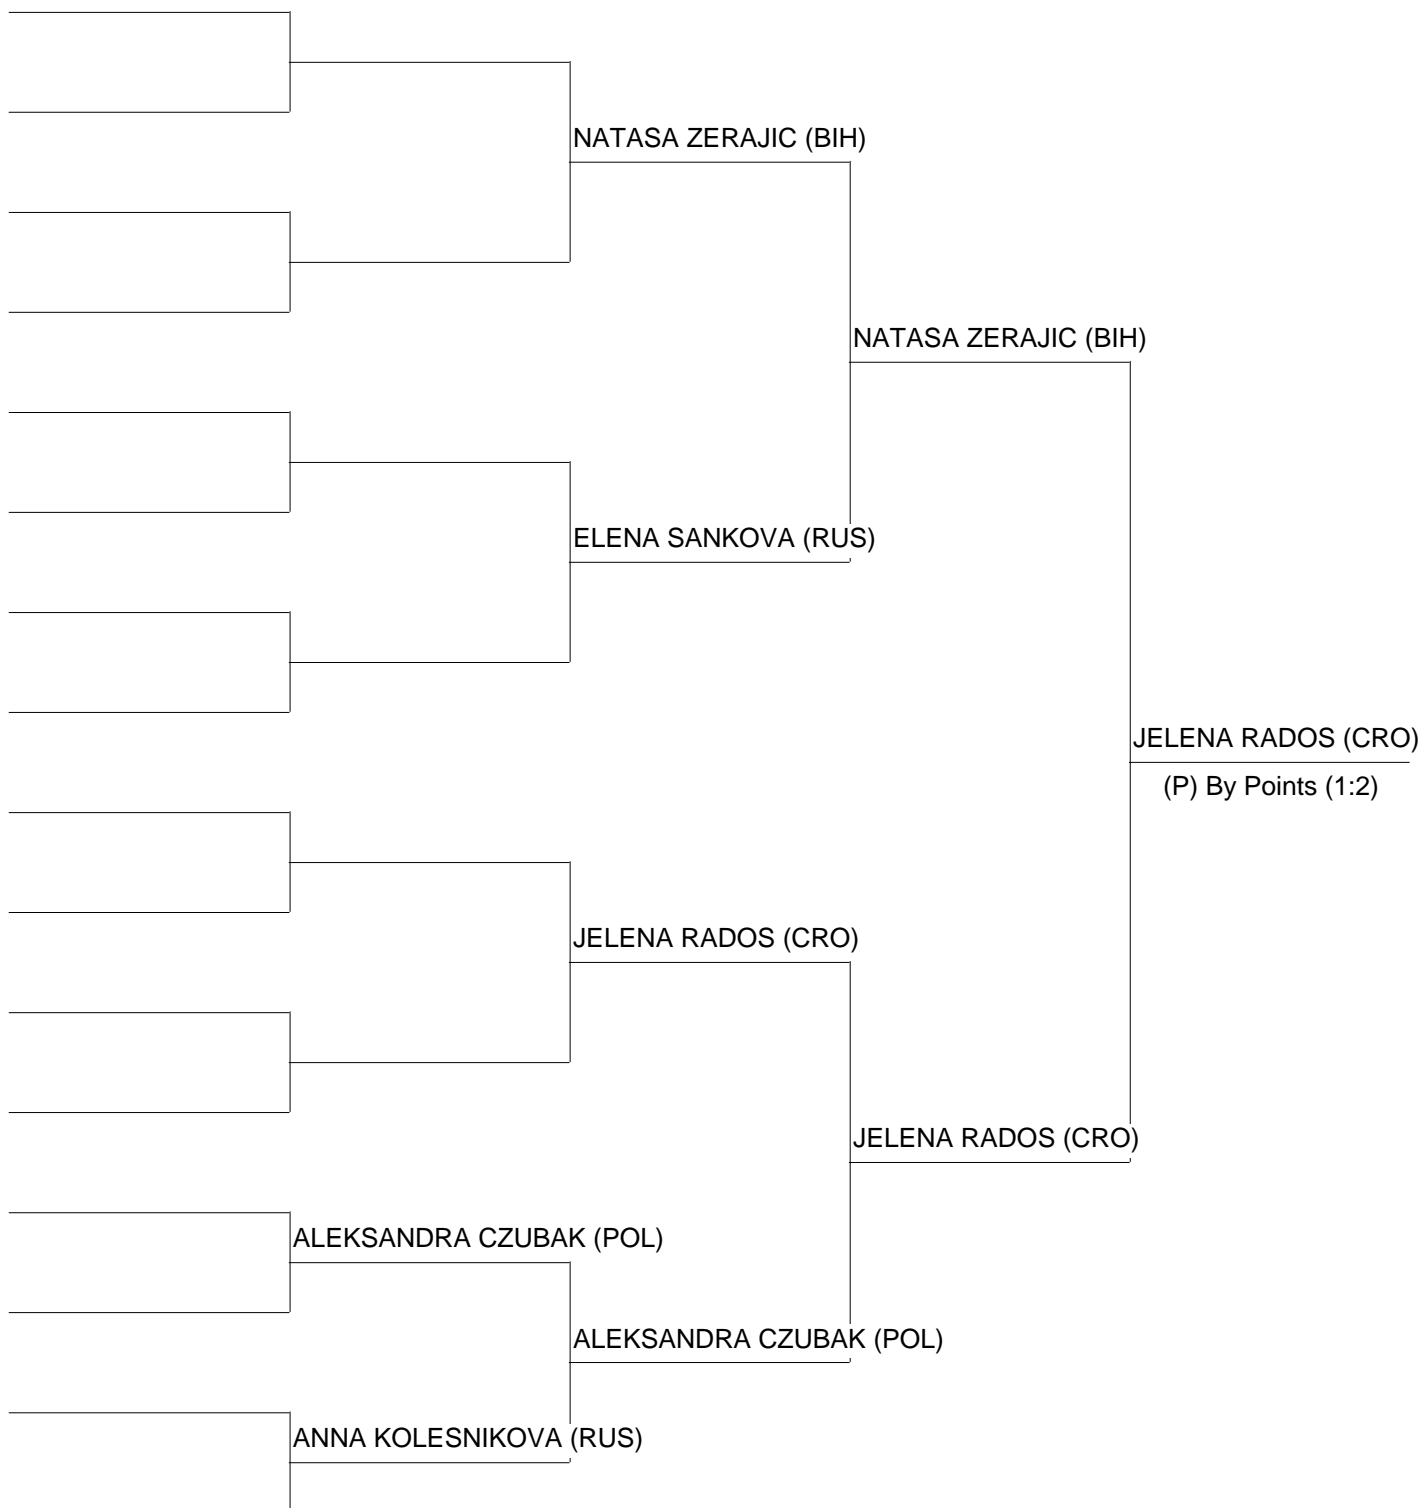 NATASA ZERAJIC (BIH)
NATASA ZERAJIC (BIH)
ELENA SANKOVA (RUS)
JELENA RADOS (CRO)
(P) By Points (1:2)
JELENA RADOS (CRO)
JELENA RADOS (CRO)
ALEKSANDRA CZUBAK (POL)
ALEKSANDRA CZUBAK (POL)
ANNA KOLESNIKOVA (RUS)